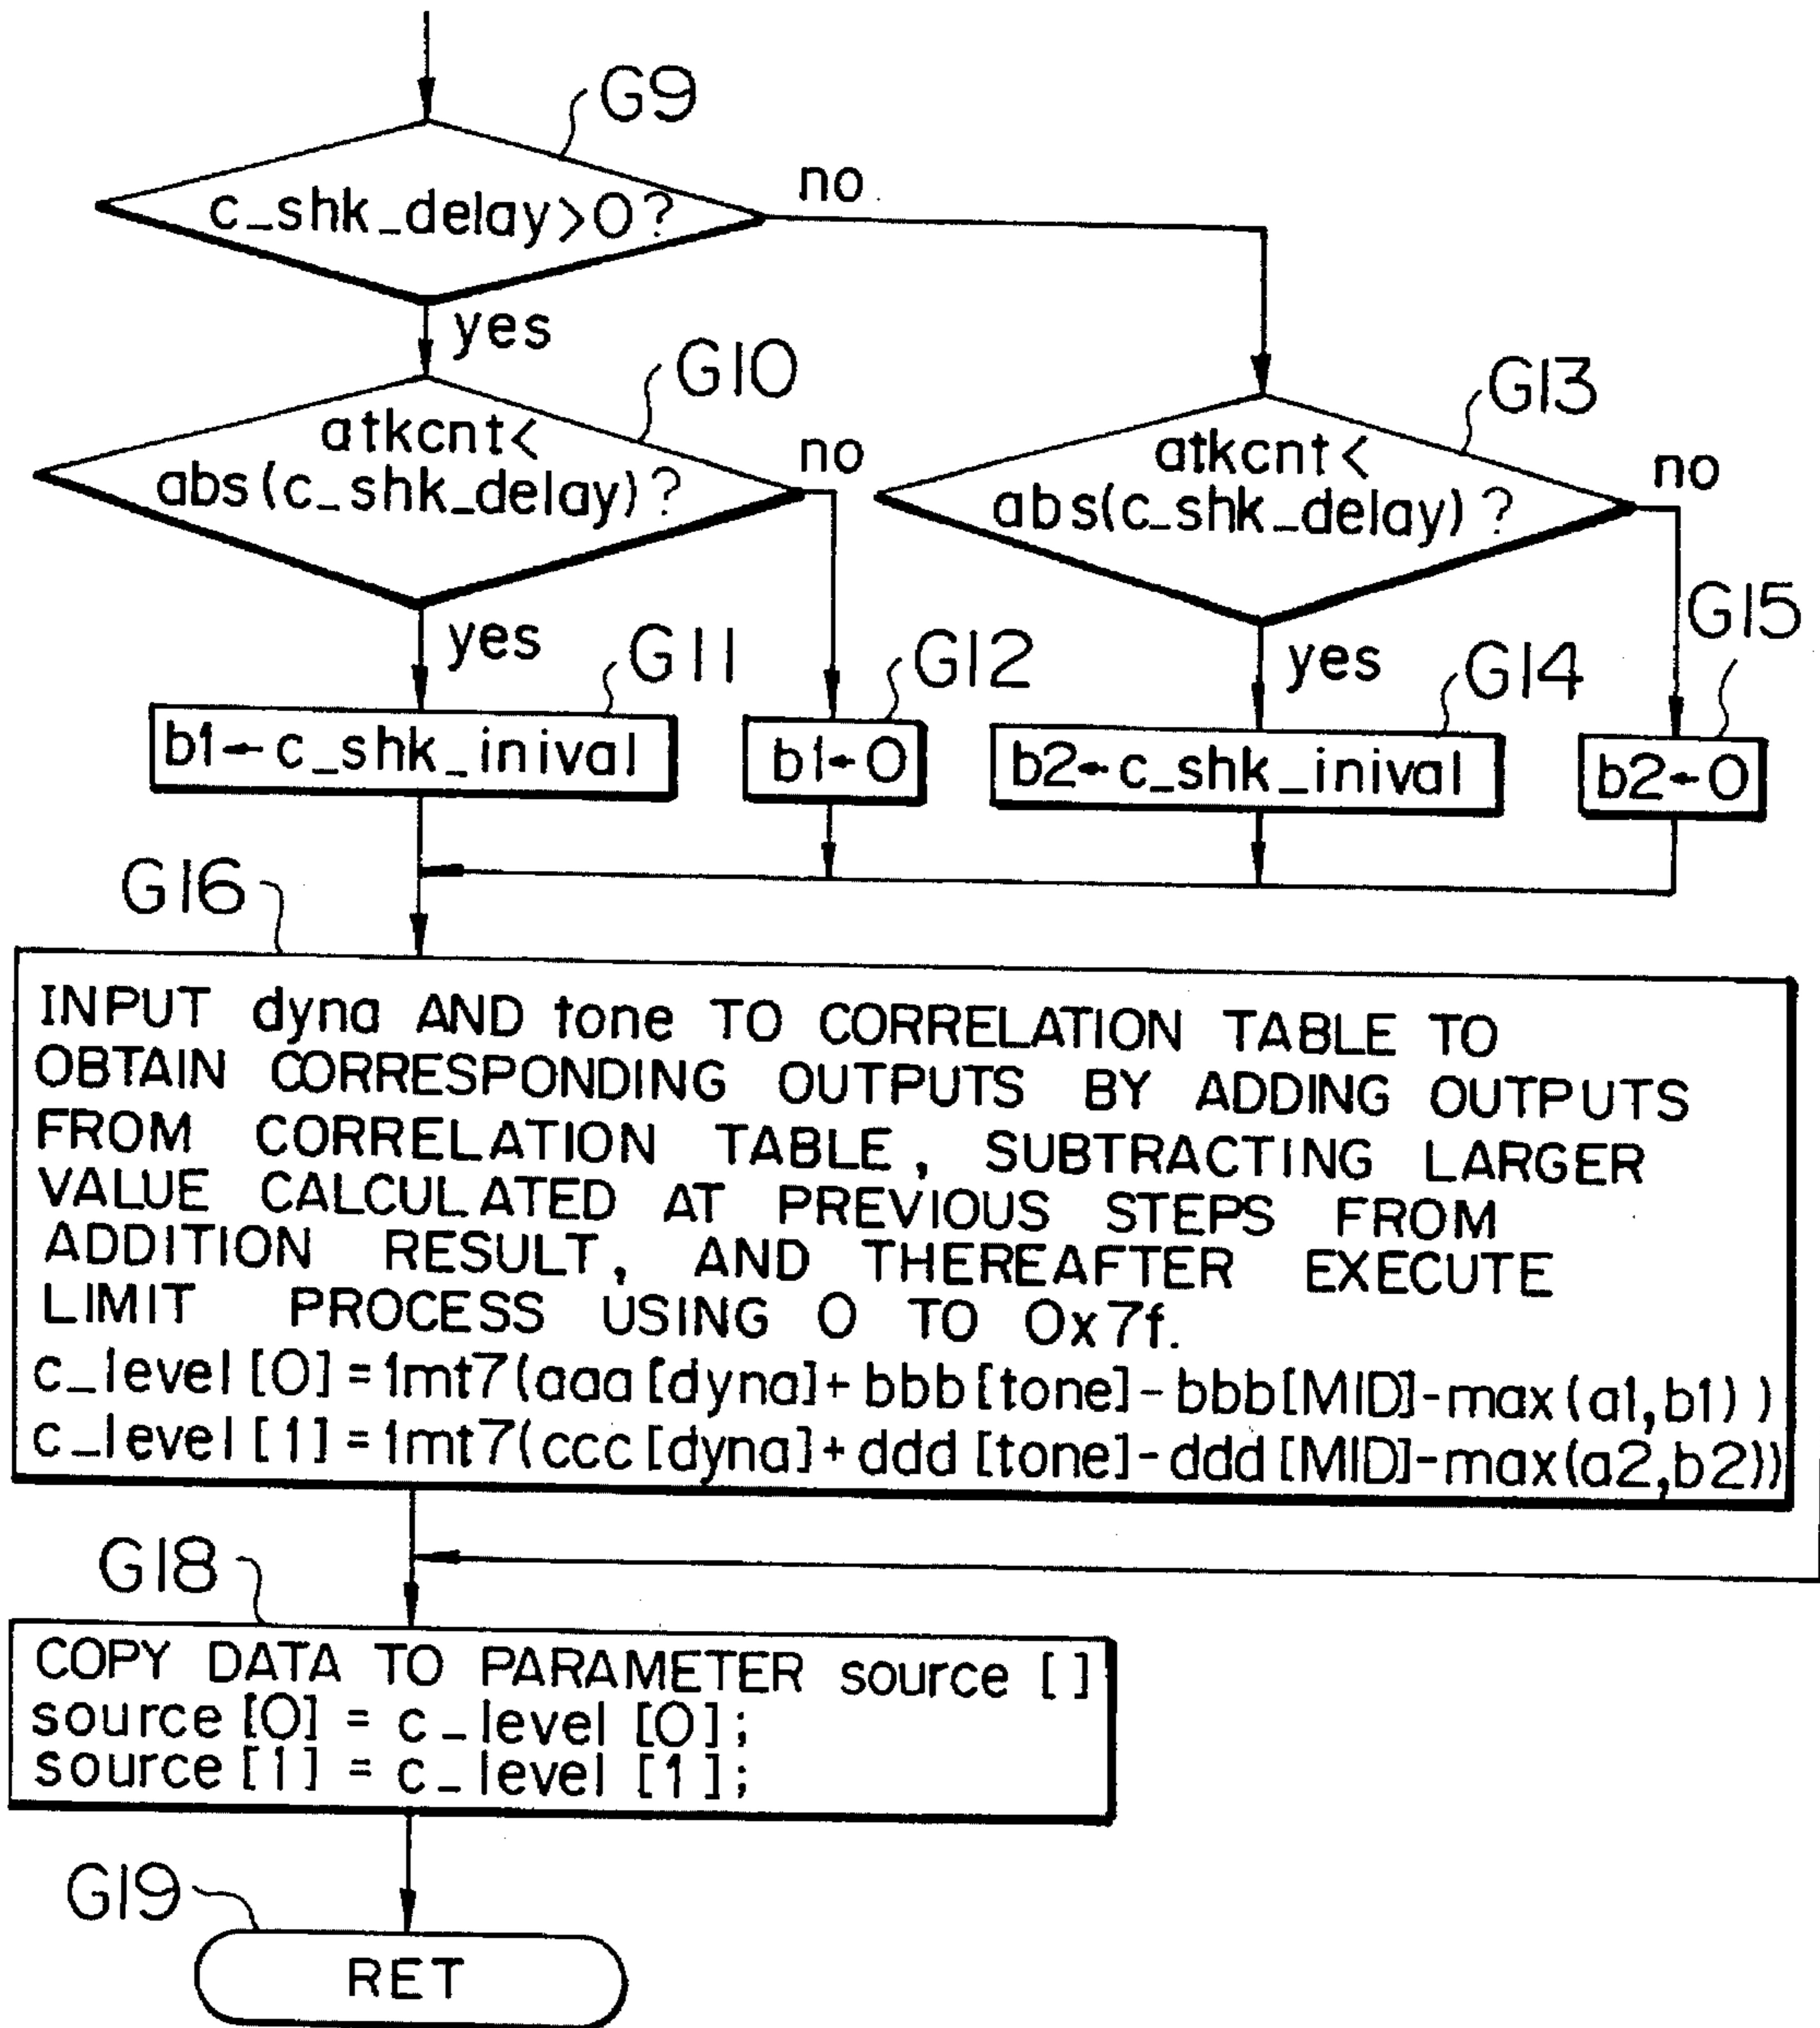 G9
c_shk_delay>0?
no
yes
G10
atkcnt<
abs(c_shk_delay)?
no
G13
atkcnt<
abs(c_shk_delay)?
no
yes
G11
G12
yes
G14
G15
b1←c_shk_inival
b1←0
b2←c_shk_inival
b2←0
G16
INPUT dyna AND tone TO CORRELATION TABLE TO
OBTAIN CORRESPONDING OUTPUTS BY ADDING OUTPUTS
FROM CORRELATION TABLE, SUBTRACTING LARGER
VALUE CALCULATED AT PREVIOUS STEPS FROM
ADDITION RESULT, AND THEREAFTER EXECUTE
LIMIT PROCESS USING 0 TO 0x7f.
c_level[0]=1mt7(aaa[dyna]+bbb[tone]-bbb[MID]-max(a1,b1))
c_level[1]=1mt7(ccc[dyna]+ddd[tone]-ddd[MID]-max(a2,b2))
G18
COPY DATA TO PARAMETER source []
source [0] = c_level [0];
source [1] = c_level [1];
G19
RET